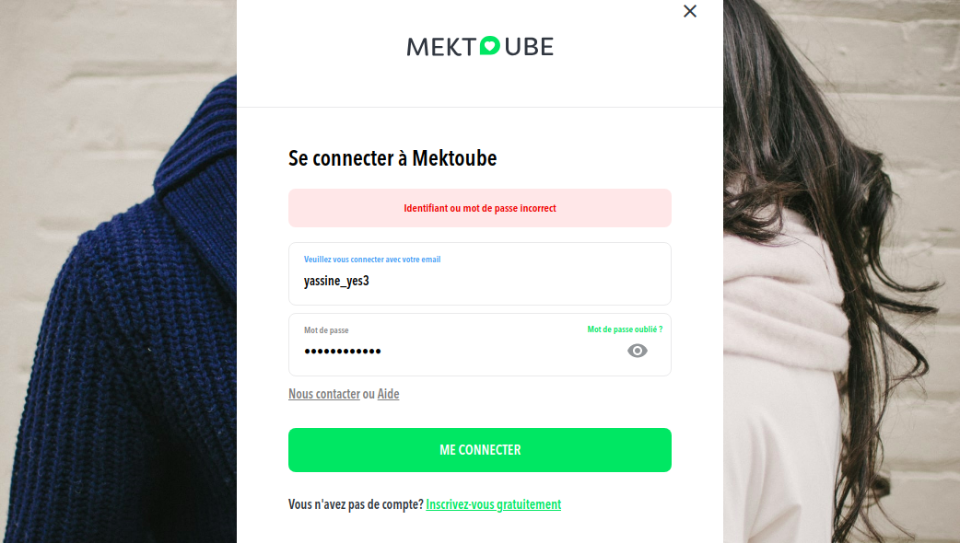 MEKTOUBE
Se connecter à Mektoube
Identifiant ou mot de passe incorrect
Veuillez vous connecter avec votre email
yassine_yes3
Mot de passe
Mot de passe oublié ?
Nous contacter ou Aide
ME CONNECTER
Vous n'avez pas de compte? Inscrivez-vous gratuitement